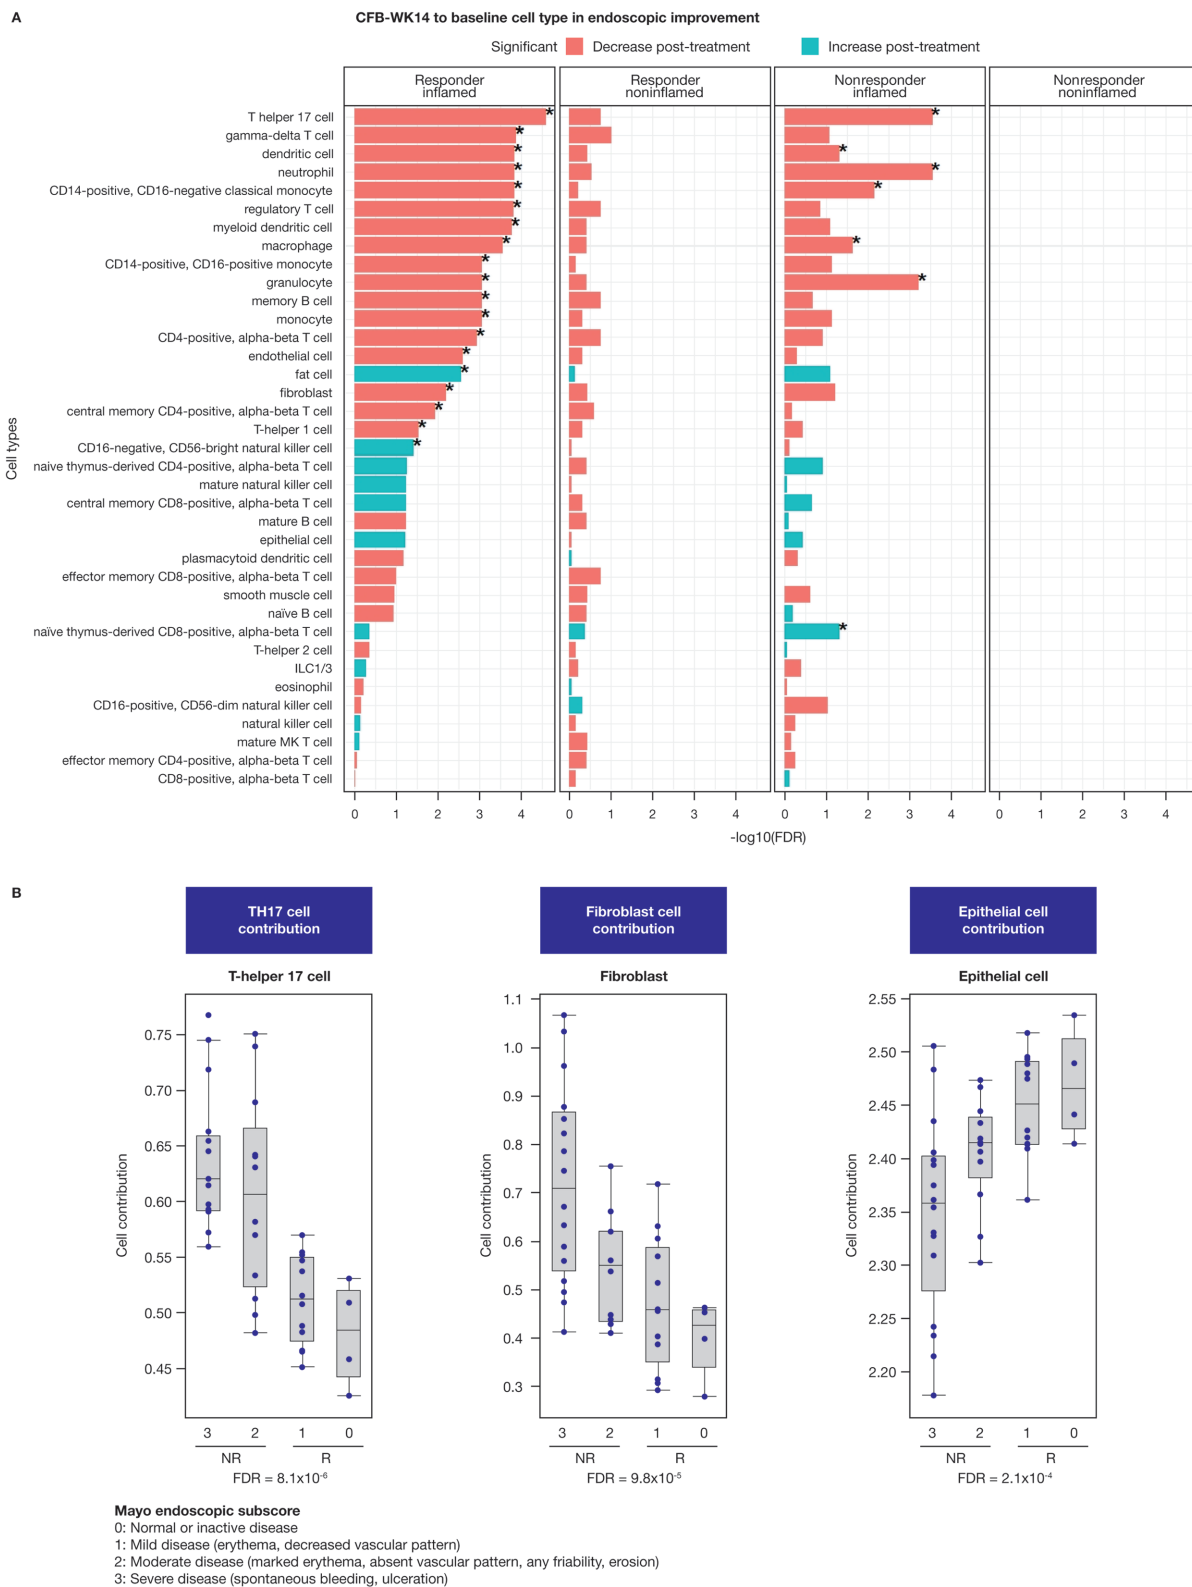 A
CFB-WK14 to baseline cell type in endoscopic improvement
Significant Decrease post-treatment Increase post-treatment
Responder
inflamed
Responder
noninflamed
Nonresponder
inflamed
Nonresponder
noninflamed
Cell types
T helper 17 cell
gamma-delta T cell
dendritic cell
neutrophil
CD14-positive, CD16-negative classical monocyte
regulatory T cell
myeloid dendritic cell
macrophage
CD14-positive, CD16-positive monocyte
granulocyte
memory B cell
monocyte
CD4-positive, alpha-beta T cell
endothelial cell
fat cell
fibroblast
central memory CD4-positive, alpha-beta T cell
T-helper 1 cell
CD16-negative, CD56-bright natural killer cell
naive thymus-derived CD4-positive, alpha-beta T cell
mature natural killer cell
central memory CD8-positive, alpha-beta T cell
mature B cell
epithelial cell
plasmacytoid dendritic cell
effector memory CD8-positive, alpha-beta T cell
smooth muscle cell
naïve B cell
naïve thymus-derived CD8-positive, alpha-beta T cell
T-helper 2 cell
ILC1/3
eosinophil
CD16-positive, CD56-dim natural killer cell
natural killer cell
mature MK T cell
effector memory CD4-positive, alpha-beta T cell
CD8-positive, alpha-beta T cell
0 1 2 3 4 0 1 2 3 4 0 1 2 3 4 0 1 2 3 4
-log10(FDR)
B
TH17 cell
contribution
T-helper 17 cell
Cell contribution
0.75
0.70
0.65
0.60
0.55
0.50
0.45
3 2 1 0
NR R
FDR = 8.1x10⁻⁶
Fibroblast cell
contribution
Fibroblast
Cell contribution
1.1
1.0
0.9
0.8
0.7
0.6
0.5
0.4
0.3
3 2 1 0
NR R
FDR = 9.8x10⁻⁵
Epithelial cell
contribution
Epithelial cell
Cell contribution
2.55
2.50
2.45
2.40
2.35
2.30
2.25
2.20
3 2 1 0
NR R
FDR = 2.1x10⁻⁴
Mayo endoscopic subscore
0: Normal or inactive disease
1: Mild disease (erythema, decreased vascular pattern)
2: Moderate disease (marked erythema, absent vascular pattern, any friability, erosion)
3: Severe disease (spontaneous bleeding, ulceration)